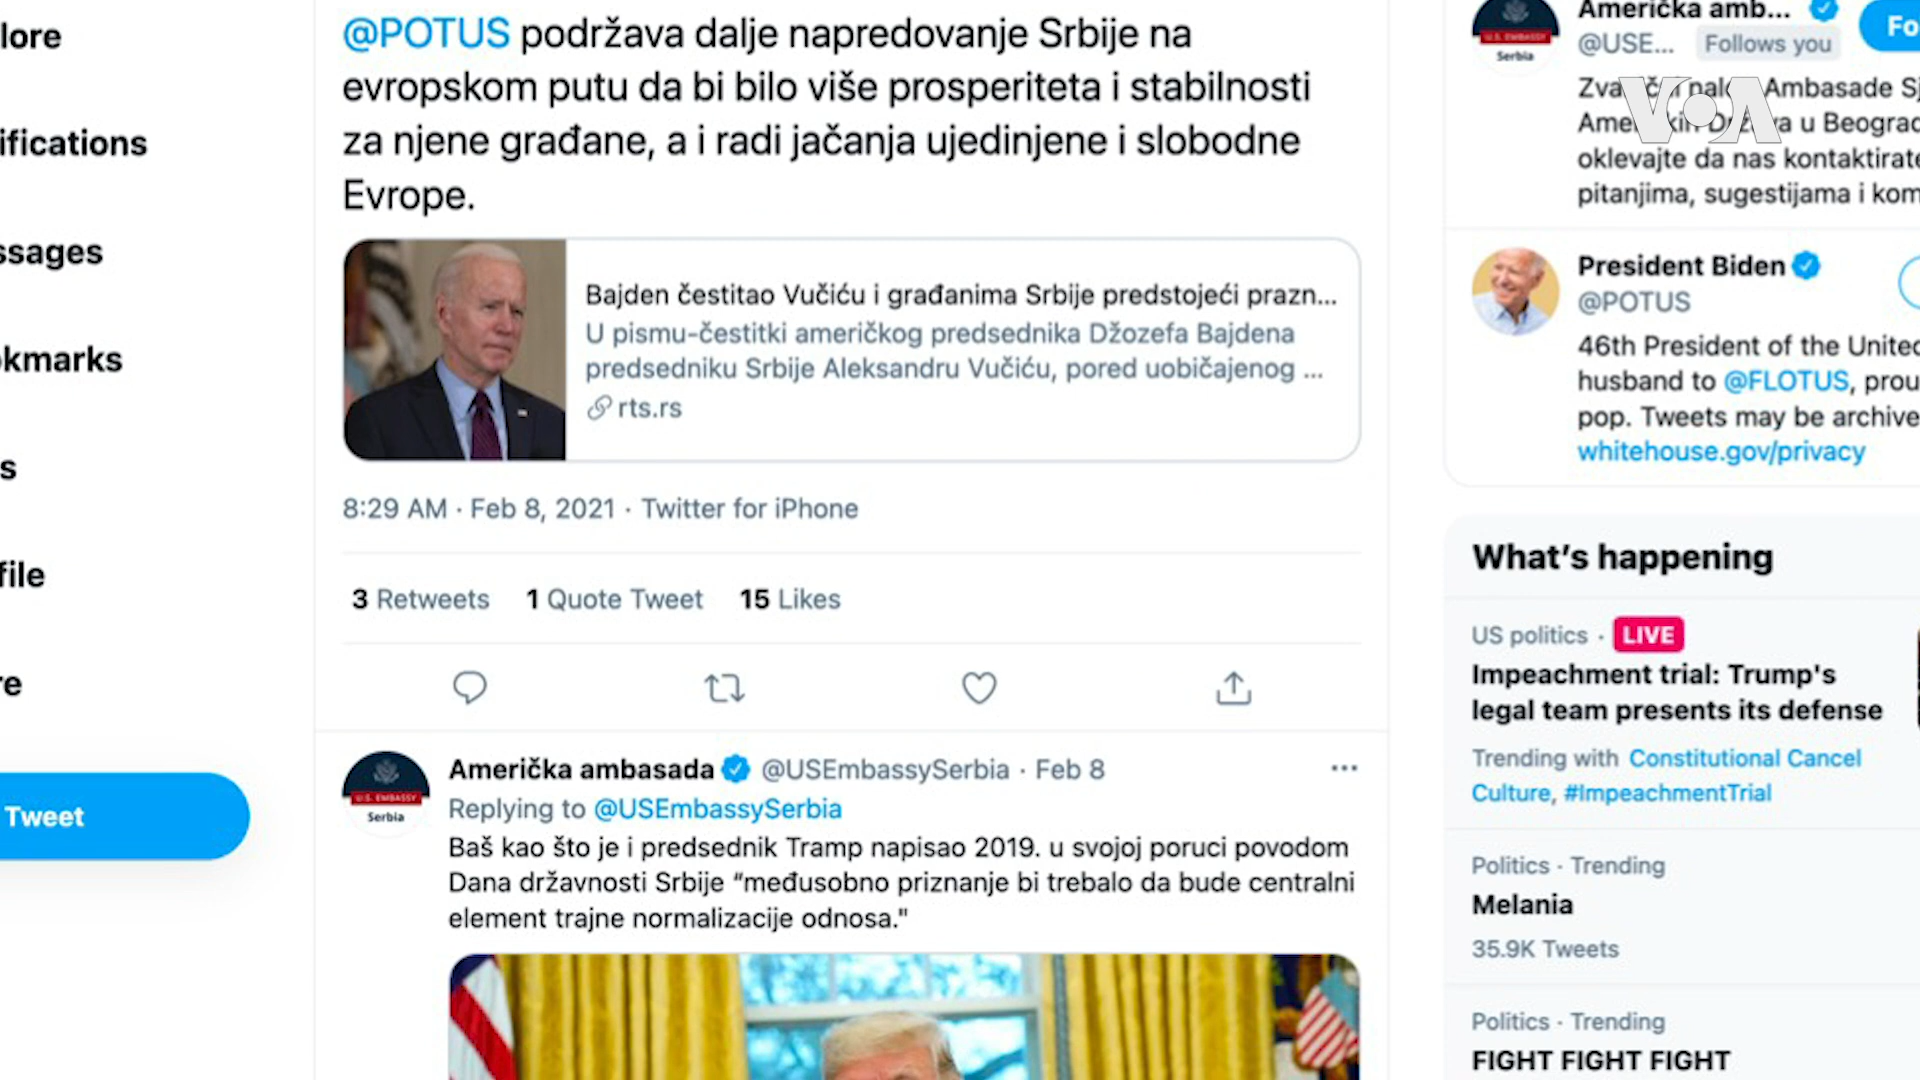 lore
ifications
ssages
kmarks
s
file
re
Tweet
@POTUS podržava dalje napredovanje Srbije na
evropskom putu da bi bilo više prosperiteta i stabilnosti
za njene građane, a i radi jačanja ujedinjene i slobodne
Evrope.
Bajden čestitao Vučiću i građanima Srbije predstojeći prazn...
U pismu-čestitki američkog predsednika Džozefa Bajdena
predsedniku Srbije Aleksandru Vučiću, pored uobičajenog ...
rts.rs
8:29 AM · Feb 8, 2021 · Twitter for iPhone
3 Retweets 1 Quote Tweet 15 Likes
U.S. EMBASSY
Serbia
Američka ambasada @USEmbassySerbia · Feb 8
Replying to @USEmbassySerbia
Baš kao što je i predsednik Tramp napisao 2019. u svojoj poruci povodom
Dana državnosti Srbije “međusobno priznanje bi trebalo da bude centralni
element trajne normalizacije odnosa."
U.S. EMBASSY
Serbia
Američka amb...
Fo
@USE... Follows you
VOA
Ambasade Sj
u Beograd
oklevajte da nas kontaktirate
pitanjima, sugestijama i kom
President Biden
@POTUS
46th President of the United
husband to @FLOTUS, prou
pop. Tweets may be archive
whitehouse.gov/privacy
What’s happening
US politics · LIVE
Impeachment trial: Trump's
legal team presents its defense
Trending with Constitutional Cancel
Culture, #ImpeachmentTrial
Politics · Trending
Melania
35.9K Tweets
Politics · Trending
FIGHT FIGHT FIGHT